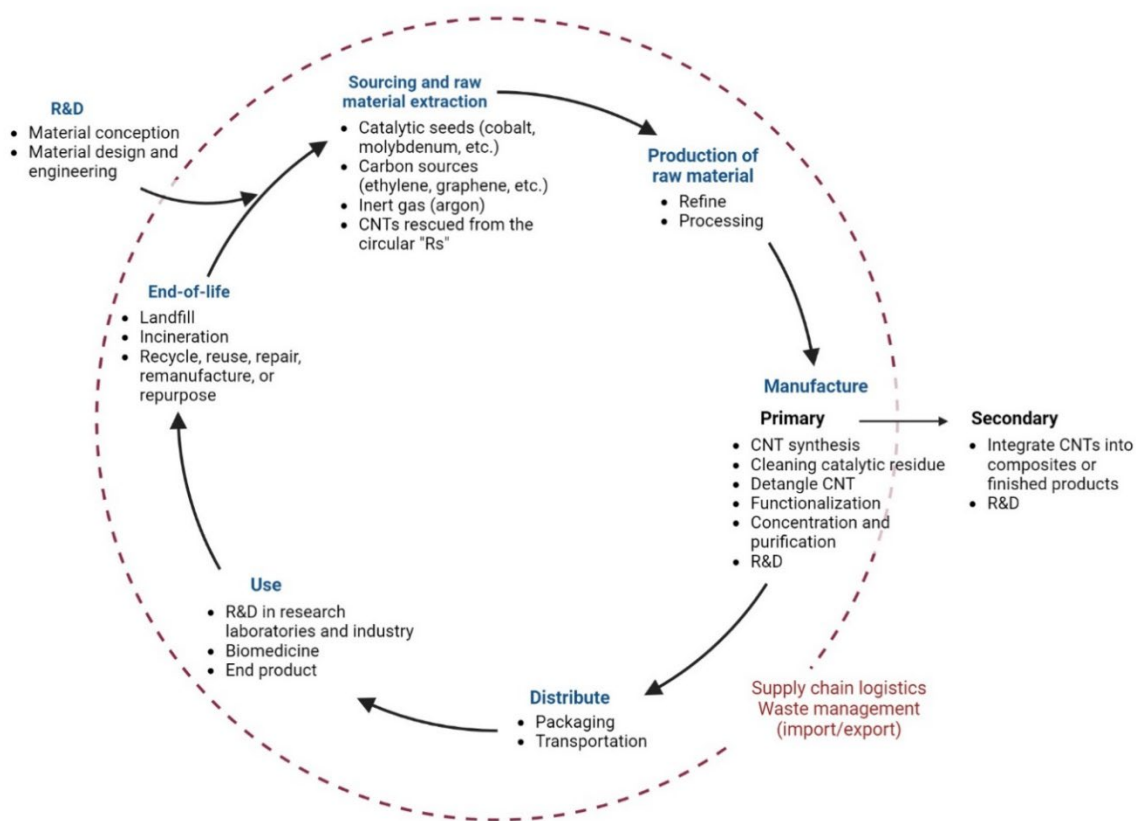 R&D
• Material conception
• Material design and
engineering
Sourcing and raw
material extraction
• Catalytic seeds (cobalt,
molybdenum, etc.)
• Carbon sources
(ethylene, graphene, etc.)
• Inert gas (argon)
• CNTs rescued from the
circular "Rs"
Production of
raw material
• Refine
• Processing
Manufacture
Primary
• CNT synthesis
• Cleaning catalytic residue
• Detangle CNT
• Functionalization
• Concentration and
purification
• R&D
Secondary
• Integrate CNTs into
composites or
finished products
• R&D
Supply chain logistics
Waste management
(import/export)
Distribute
• Packaging
• Transportation
Use
• R&D in research
laboratories and industry
• Biomedicine
• End product
End-of-life
• Landfill
• Incineration
• Recycle, reuse, repair,
remanufacture, or
repurpose